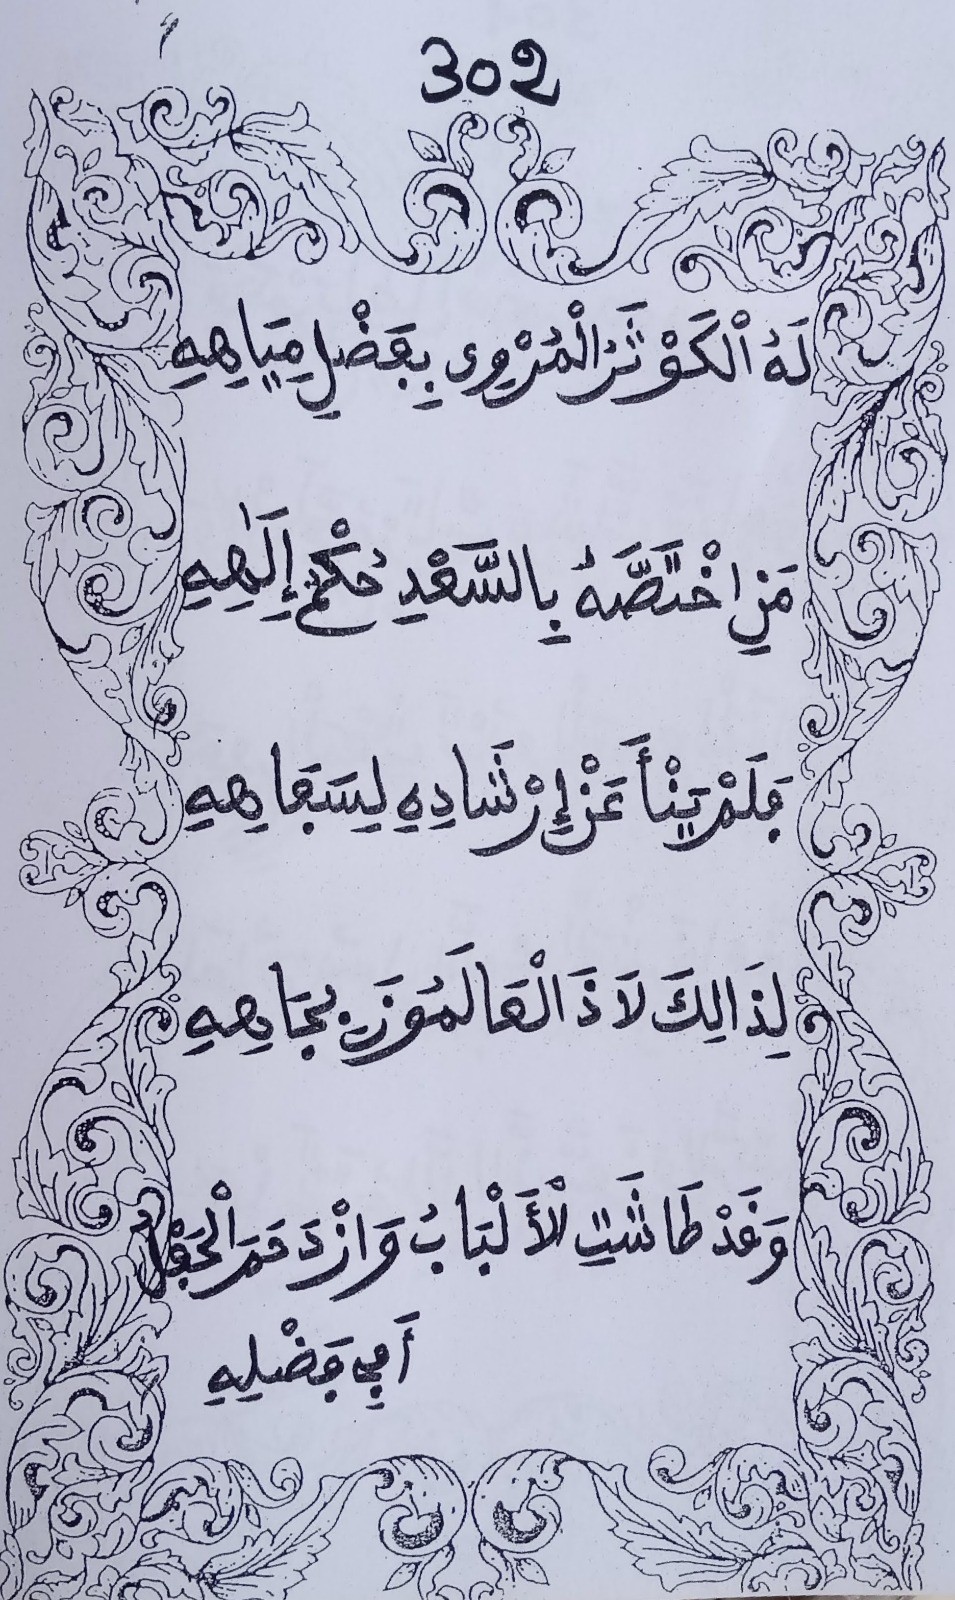 302
لَهُ اَلْكَوْثَرُ الْمُرْوِى بِفَضْلِ مِيَاهِهِ
مَنِ اخْتَصَّهُ بِالسَّعْدِ حُكْمُ إِلَٰهِهِ
فَلَمْ يَنْأَ عَنْ إِرْشَادِهِ لِسَفَاهِهِ
لِذَالِكَ لَاذَ الْعَالَمُونَ بِجَاهِهِ
وَقَدْ طَاشَتِ الْأَلْبَابُ وَازْدَحَمَ الْحَفْلُ
أَفِي فَضْلِهِ